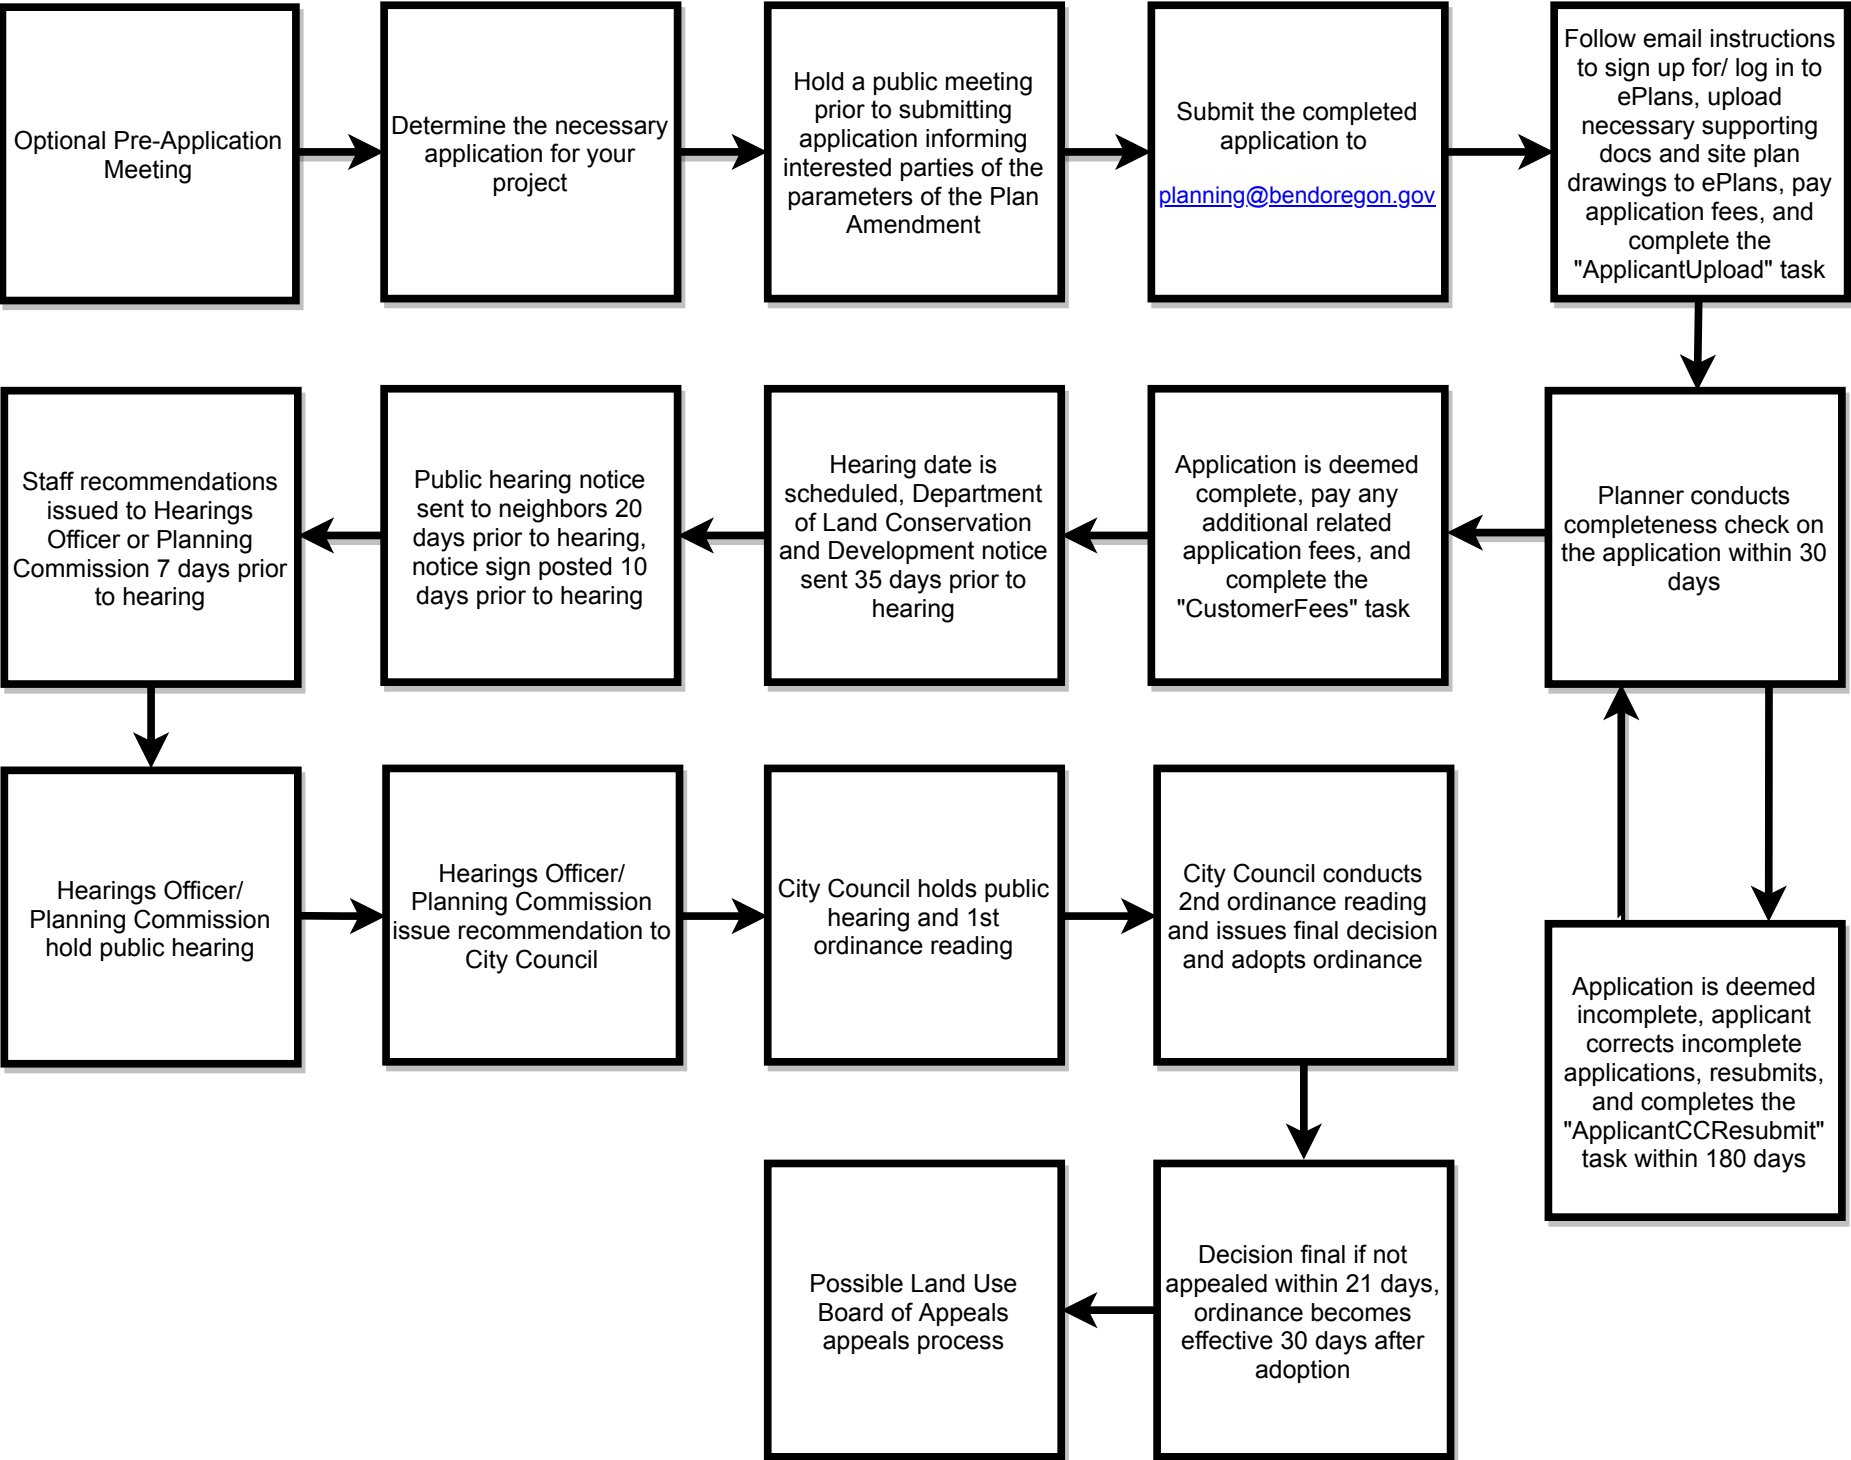 Optional Pre-Application
Meeting
Determine the necessary
application for your
project
Hold a public meeting
prior to submitting
application informing
interested parties of the
parameters of the Plan
Amendment
Submit the completed
application to
planning@bendoregon.gov
Follow email instructions
to sign up for/ log in to
ePlans, upload
necessary supporting
docs and site plan
drawings to ePlans, pay
application fees, and
complete the
"ApplicantUpload" task
Planner conducts
completeness check on
the application within 30
days
Application is deemed
incomplete, applicant
corrects incomplete
applications, resubmits,
and completes the
"ApplicantCCResubmit"
task within 180 days
Application is deemed
complete, pay any
additional related
application fees, and
complete the
"CustomerFees" task
Hearing date is
scheduled, Department
of Land Conservation
and Development notice
sent 35 days prior to
hearing
Public hearing notice
sent to neighbors 20
days prior to hearing,
notice sign posted 10
days prior to hearing
Staff recommendations
issued to Hearings
Officer or Planning
Commission 7 days prior
to hearing
Hearings Officer/
Planning Commission
hold public hearing
Hearings Officer/
Planning Commission
issue recommendation to
City Council
City Council holds public
hearing and 1st
ordinance reading
City Council conducts
2nd ordinance reading
and issues final decision
and adopts ordinance
Decision final if not
appealed within 21 days,
ordinance becomes
effective 30 days after
adoption
Possible Land Use
Board of Appeals
appeals process